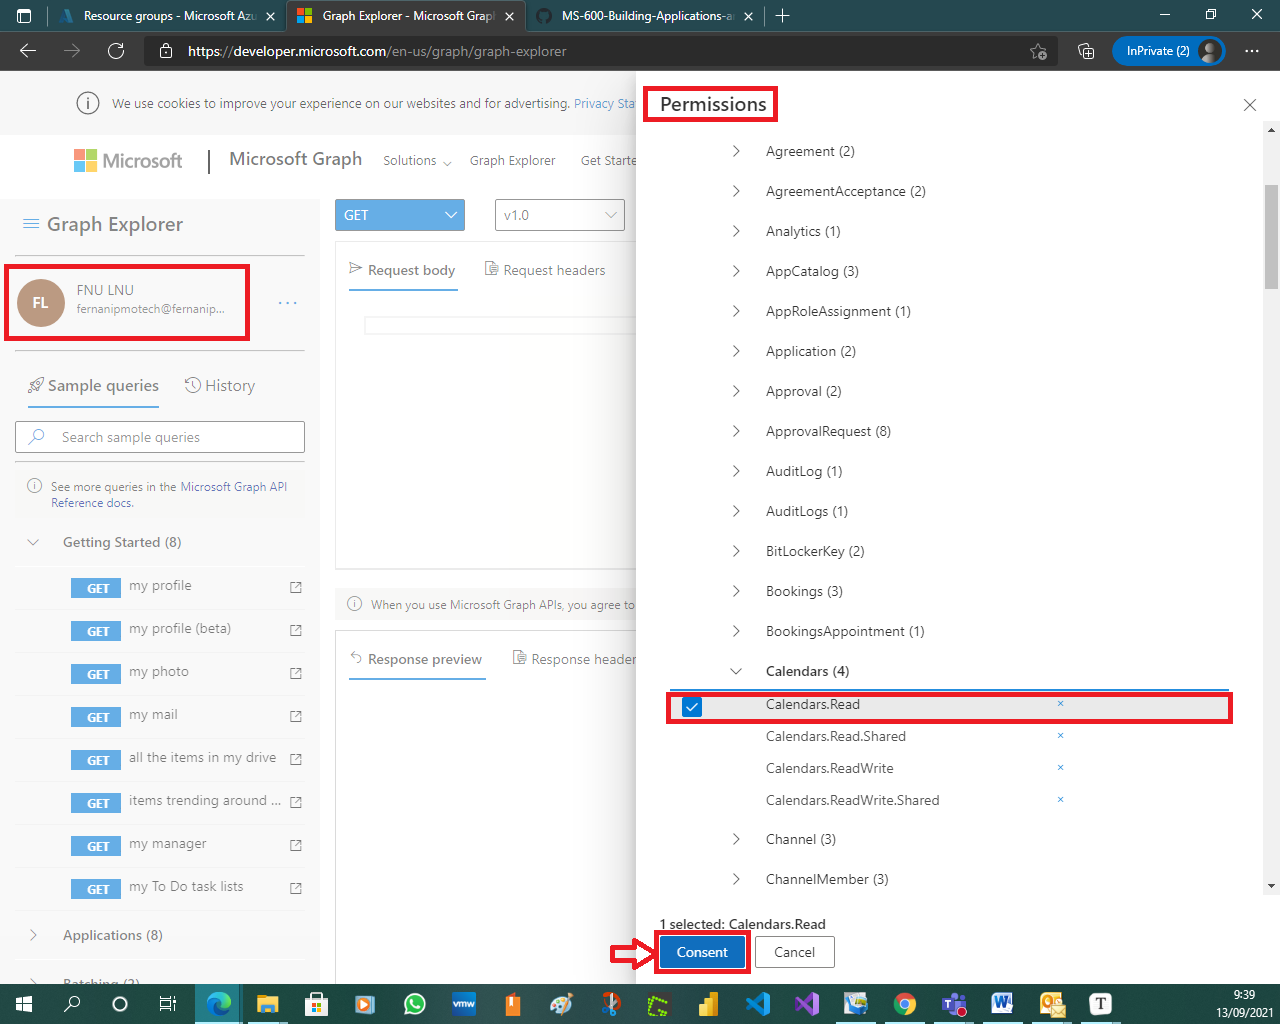 Resource groups - Microsoft Azu
Graph Explorer - Microsoft Graph
MS-600-Building-Applications-a
https://developer.microsoft.com/en-us/graph/graph-explorer
InPrivate (2)
We use cookies to improve your experience on our websites and for advertising. Privacy Sta
Microsoft
Microsoft Graph
Solutions
Graph Explorer
Get Starte
Graph Explorer
FL
FNU LNU
fernanipmotech@fernanip...
Sample queries
History
Search sample queries
See more queries in the Microsoft Graph API
Reference docs.
Getting Started (8)
GET my profile
GET my profile (beta)
GET my photo
GET my mail
GET all the items in my drive
GET items trending around ...
GET my manager
GET my To Do task lists
Applications (8)
Batching (2)
GET
v1.0
Request body
Request headers
When you use Microsoft Graph APIs, you agree to
Response preview
Response header
Permissions
Agreement (2)
AgreementAcceptance (2)
Analytics (1)
AppCatalog (3)
AppRoleAssignment (1)
Application (2)
Approval (2)
ApprovalRequest (8)
AuditLog (1)
AuditLogs (1)
BitLockerKey (2)
Bookings (3)
BookingsAppointment (1)
Calendars (4)
Calendars.Read
Calendars.Read.Shared
Calendars.ReadWrite
Calendars.ReadWrite.Shared
Channel (3)
ChannelMember (3)
1 selected: Calendars.Read
Consent
Cancel
vmw
T
9:39
13/09/2021